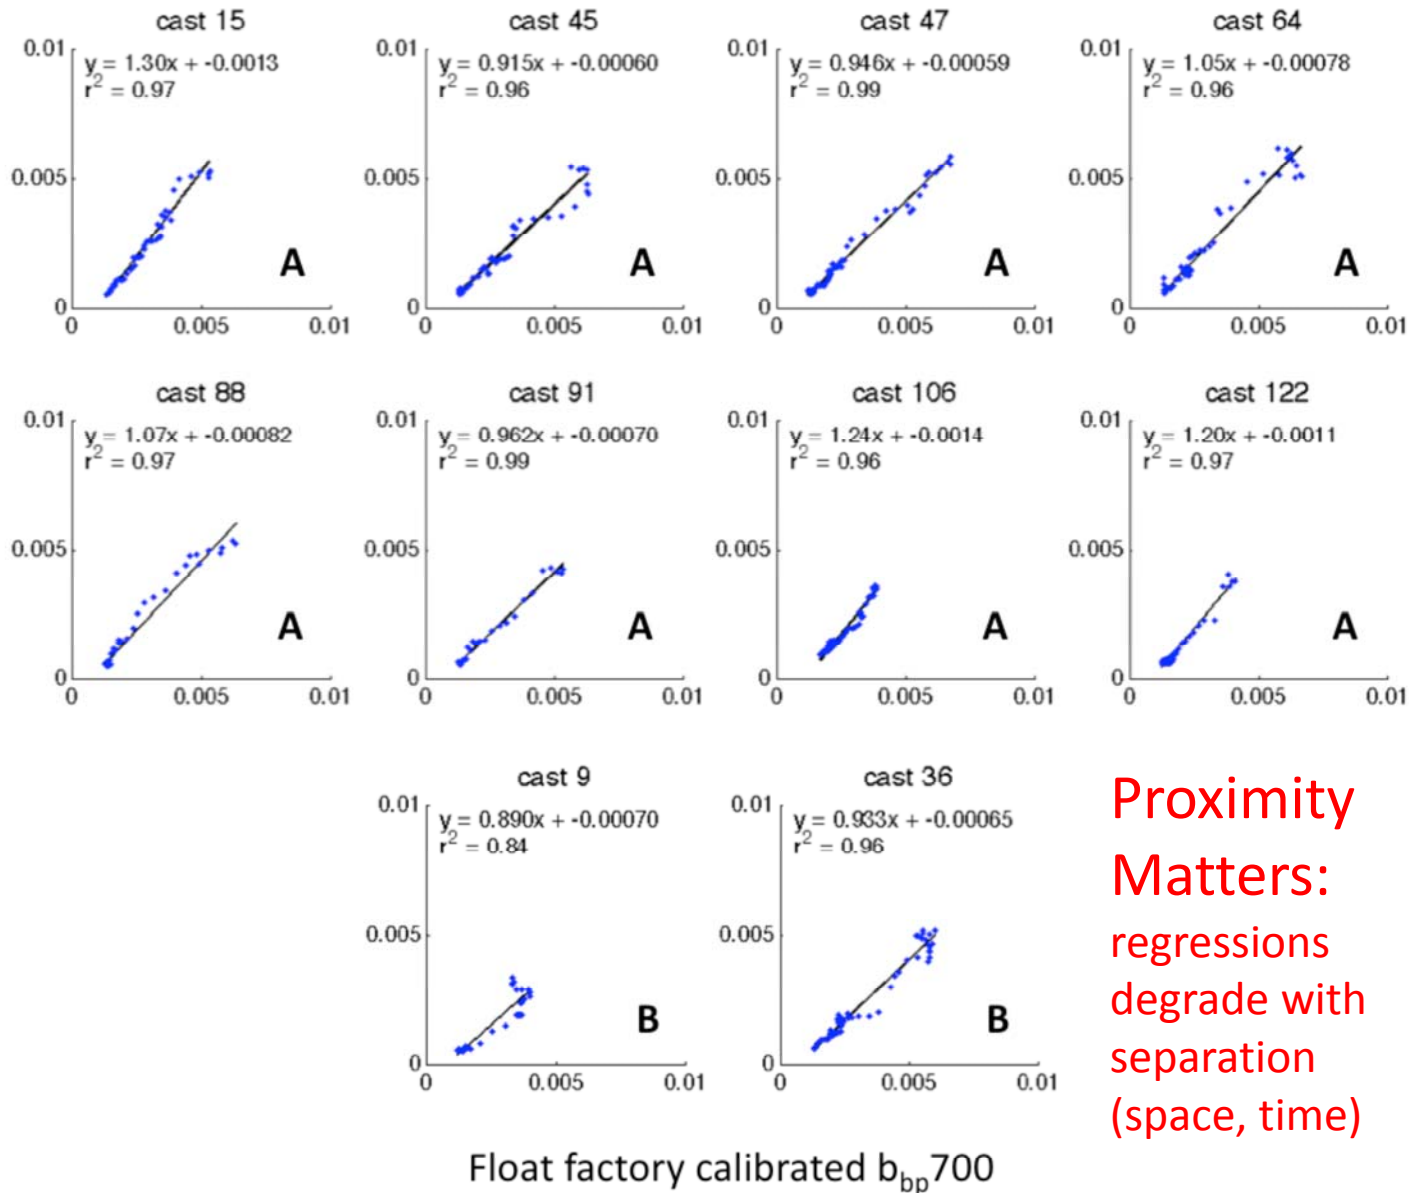 cast 15
0.01
y = 1.30x + -0.0013
r² = 0.97
0.005
A
0
0 0.005 0.01
cast 45
0.01
y = 0.915x + -0.00060
r² = 0.96
0.005
A
0
0 0.005 0.01
cast 47
0.01
y = 0.946x + -0.00059
r² = 0.99
0.005
A
0
0 0.005 0.01
cast 64
0.01
y = 1.05x + -0.00078
r² = 0.96
0.005
A
0
0 0.005 0.01
cast 88
0.01
y = 1.07x + -0.00082
r² = 0.97
0.005
A
0
0 0.005 0.01
cast 91
0.01
y = 0.962x + -0.00070
r² = 0.99
0.005
A
0
0 0.005 0.01
cast 106
0.01
y = 1.24x + -0.0014
r² = 0.96
0.005
A
0
0 0.005 0.01
cast 122
0.01
y = 1.20x + -0.0011
r² = 0.97
0.005
A
0
0 0.005 0.01
cast 9
0.01
y = 0.890x + -0.00070
r² = 0.84
0.005
B
0
0 0.005 0.01
cast 36
0.01
y = 0.933x + -0.00065
r² = 0.96
0.005
B
0
0 0.005 0.01
Proximity
Matters:
regressions
degrade with
separation
(space, time)
Float factory calibrated b_bp700